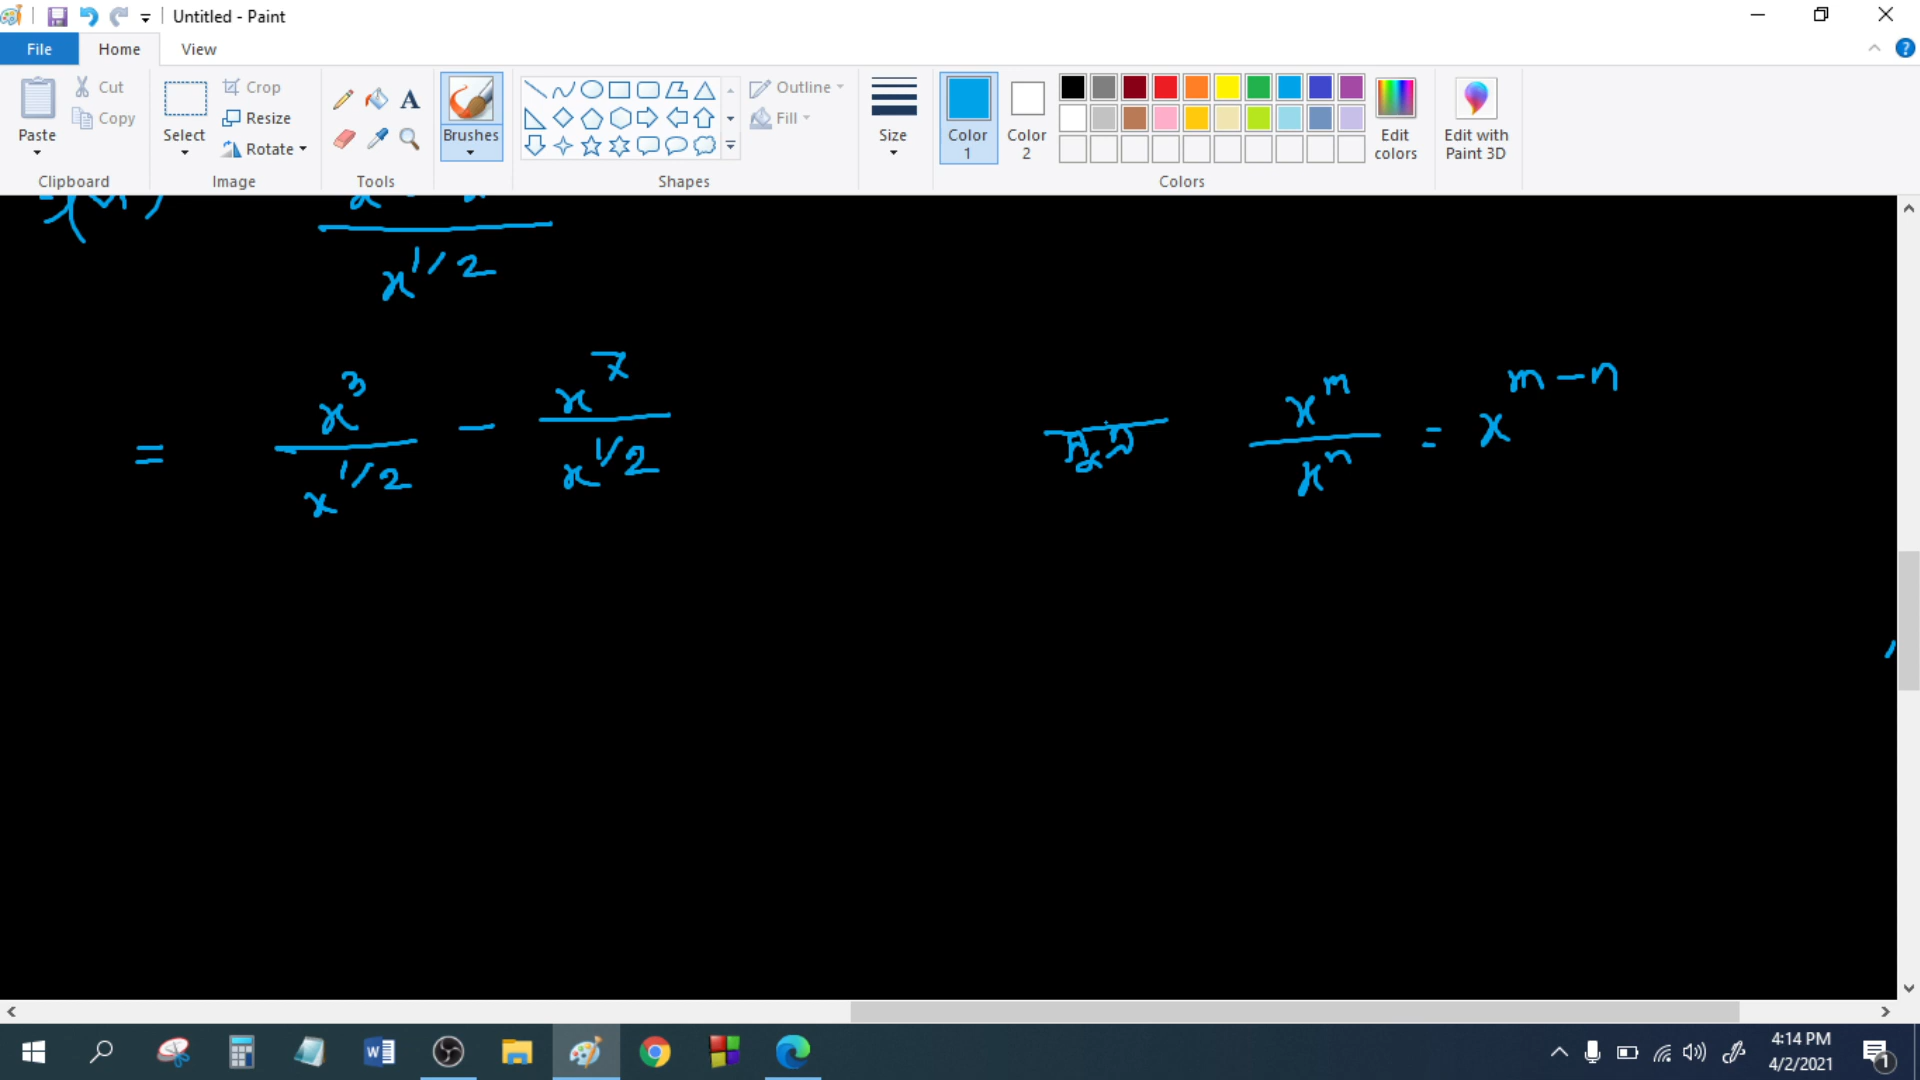 Untitled - Paint
File Home View
Paste Cut Copy Clipboard
Select Crop Resize Rotate Image
Tools
Brushes
Shapes Outline Fill
Size
Color 1 Color 2 Edit colors Edit with Paint 3D Colors
x^{1/2}
= x^3/x^{1/2} - x^7/x^{1/2}
x^m/x^n = x^{m-n}
4:14 PM
4/2/2021